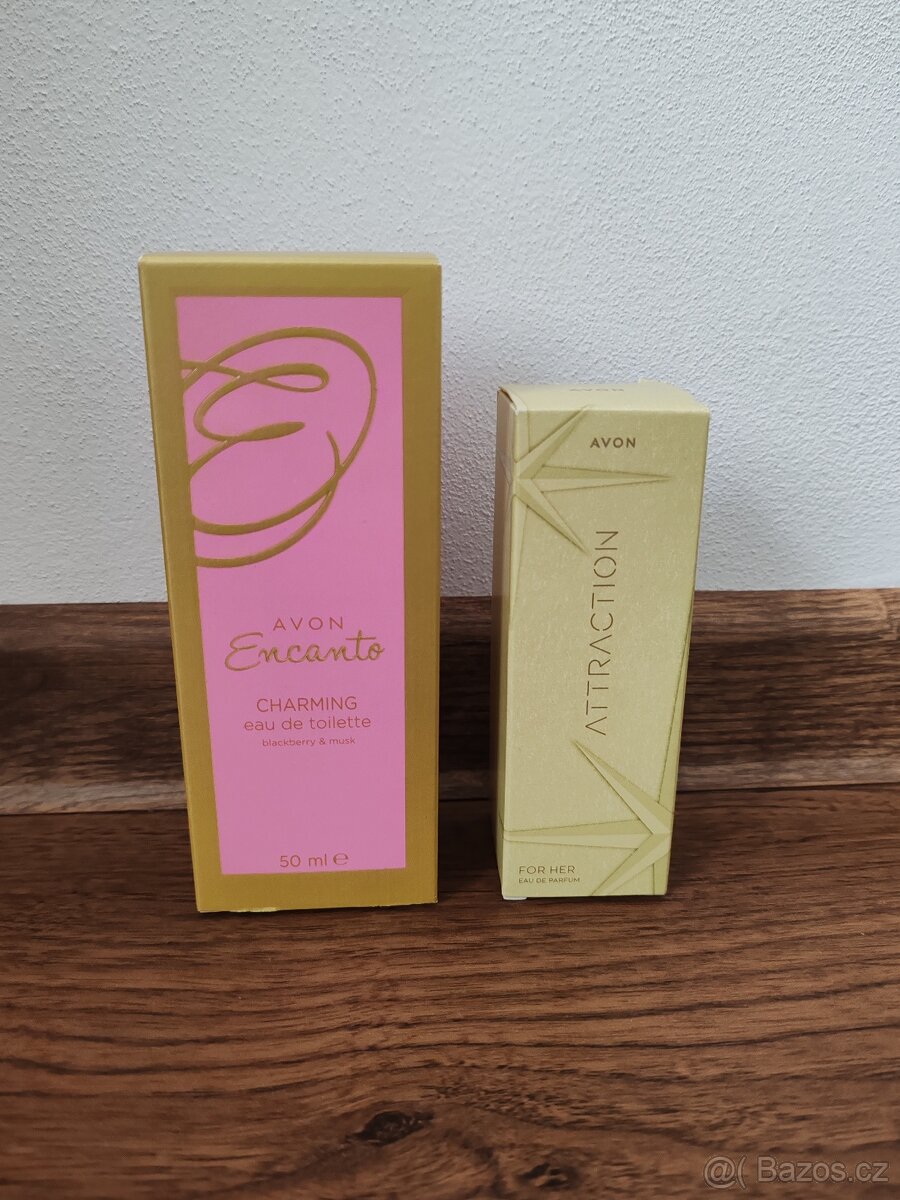 AVON
Encanto
CHARMING
eau de toilette
blackberry & musk
50 ml e
AVON
AVON
ATTRACTION
FOR HER
EAU DE PARFUM
@( Bazos.cz